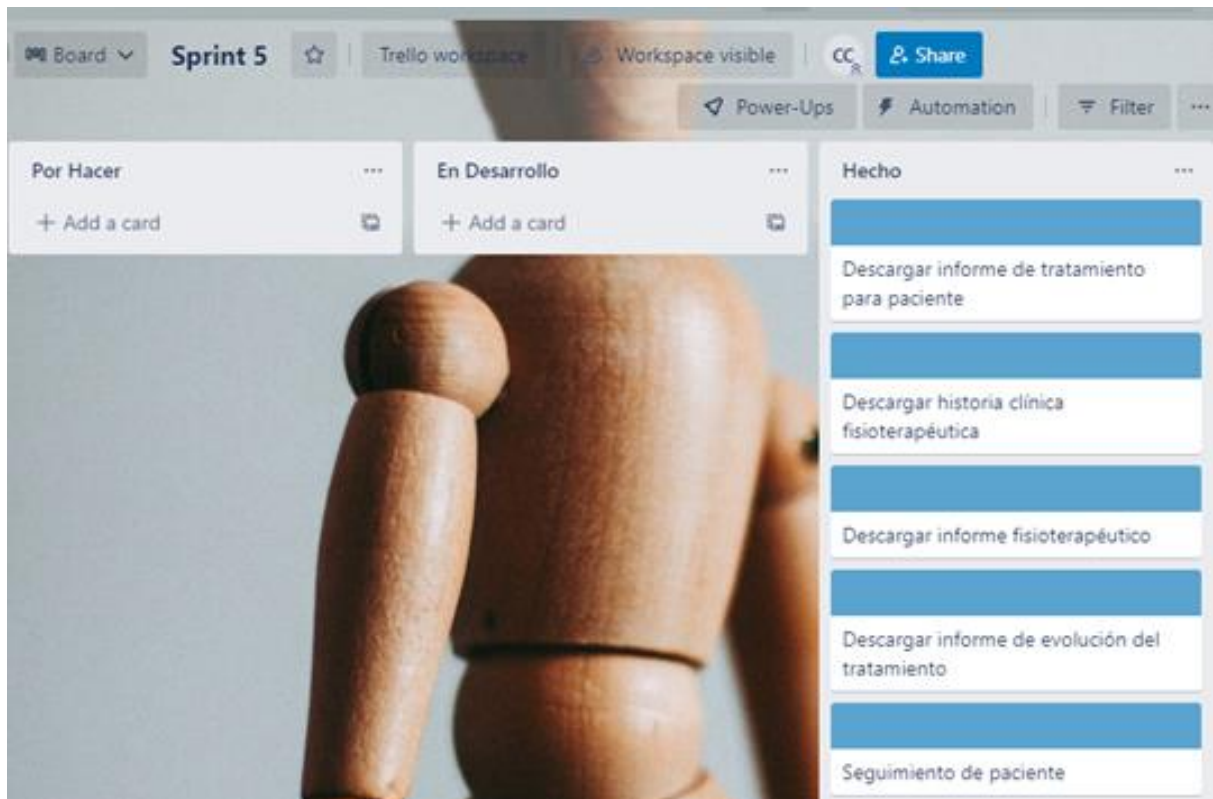 Board
Sprint 5
Trello workspace
Workspace visible
CC
Share
Power-Ups
Automation
Filter
Por Hacer
+ Add a card
En Desarrollo
+ Add a card
Hecho
Descargar informe de tratamiento
para paciente
Descargar historia clínica
fisioterapéutica
Descargar informe fisioterapéutico
Descargar informe de evolución del
tratamiento
Seguimiento de paciente